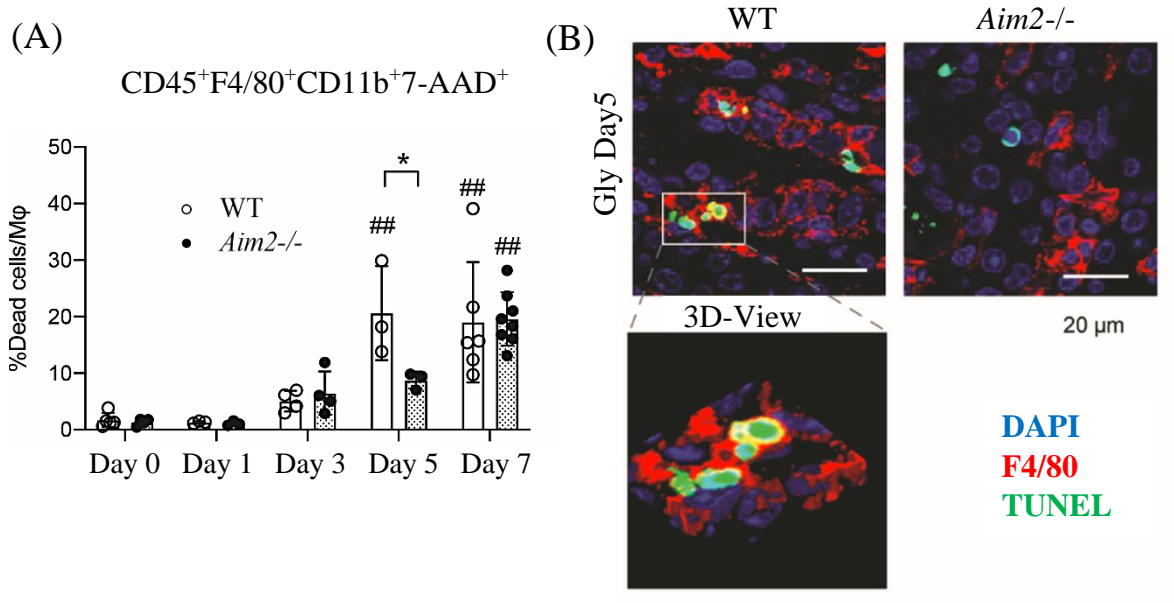 (A)
CD45⁺F4/80⁺CD11b⁺7-AAD⁺
%Dead cells/Mφ
50
40
30
20
10
0
WT
Aim2-/-
*
##
##
##
Day 0
Day 1
Day 3
Day 5
Day 7
(B)
WT
Aim2-/-
Gly Day5
3D-View
20 μm
DAPI
F4/80
TUNEL